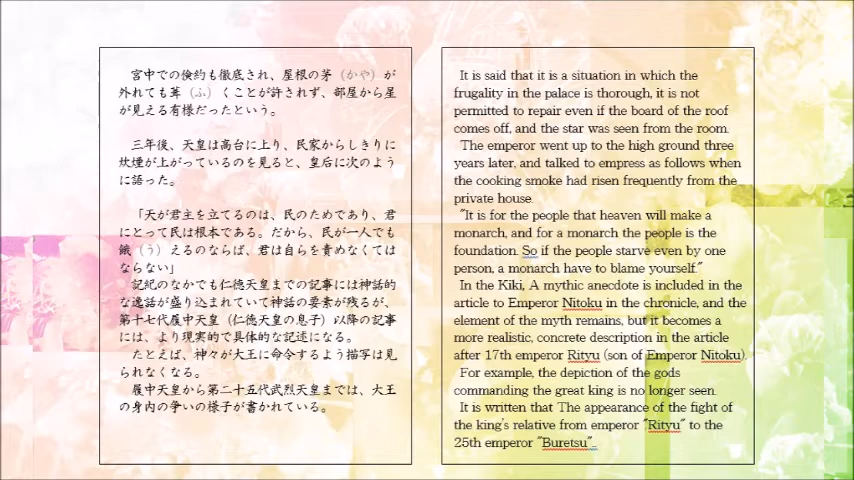 宮中での倹約も徹底され、屋根の茅（かや）が
外れても葺（ふ）くことが許されず、部屋から星
が見える有様だったという。
三年後、天皇は高台に上り、民家からしきりに
炊煙が上がっているのを見ると、皇后に次のよう
に語った。
「天が君主を立てるのは、民のためであり、君
にとって民は根本である。だから、民が一人でも
餓（う）えるのならば、君は自らを責めなくては
ならない」
記紀のなかでも仁徳天皇までの記事には神話的
な逸話が盛り込まれていて神話の要素が残るが、
第十七代履中天皇（仁徳天皇の息子）以降の記事
には、より現実的で具体的な記述になる。
たとえば、神々が大王に命令するよう描写は見
られなくなる。
履中天皇から第二十五代武烈天皇までは、大王
の身内の争いの様子が書かれている。
It is said that it is a situation in which the
frugality in the palace is thorough, it is not
permitted to repair even if the board of the roof
comes off, and the star was seen from the room.
The emperor went up to the high ground three
years later, and talked to empress as follows when
the cooking smoke had risen frequently from the
private house.
"It is for the people that heaven will make a
monarch, and for a monarch the people is the
foundation. So if the people starve even by one
person, a monarch have to blame yourself."
In the Kiki, A mythic anecdote is included in the
article to Emperor Nitoku in the chronicle, and the
element of the myth remains, but it becomes a
more realistic, concrete description in the article
after 17th emperor Rityu (son of Emperor Nitoku).
For example, the depiction of the gods
commanding the great king is no longer seen.
It is written that The appearance of the fight of
the king's relative from emperor "Rityu" to the
25th emperor "Buretsu"..